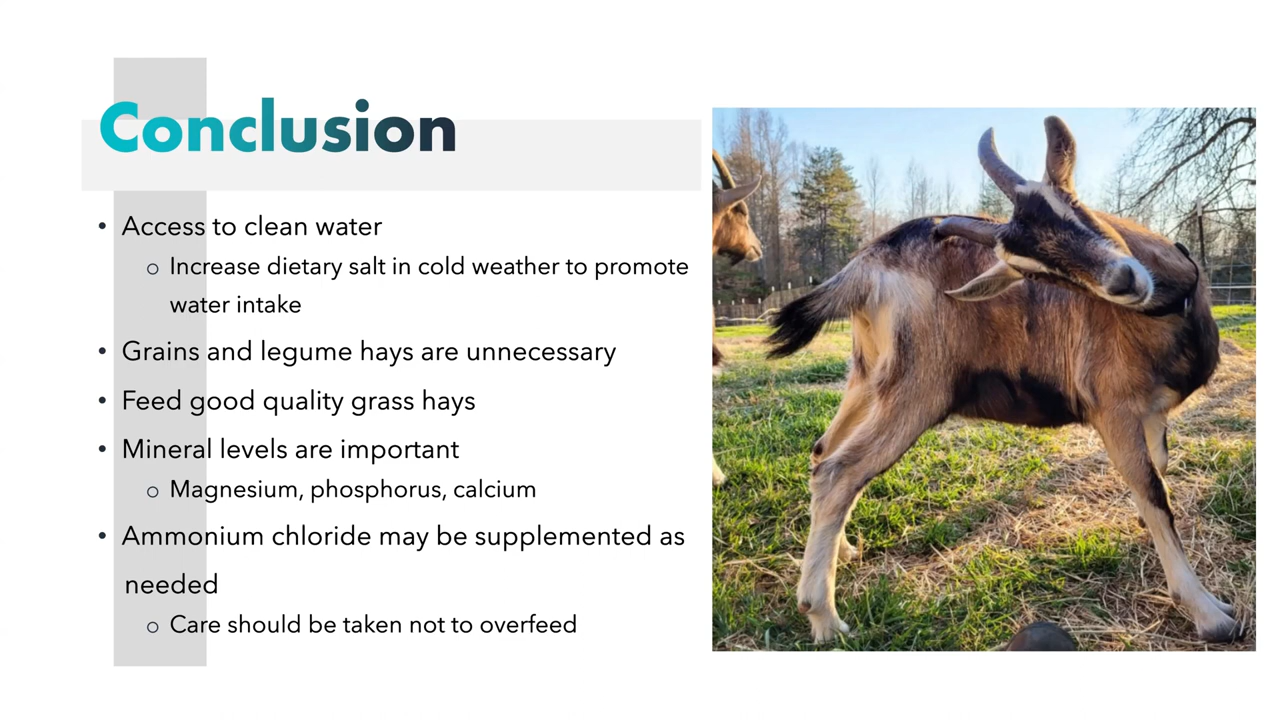 Conclusion
• Access to clean water
o Increase dietary salt in cold weather to promote
water intake
• Grains and legume hays are unnecessary
• Feed good quality grass hays
• Mineral levels are important
o Magnesium, phosphorus, calcium
• Ammonium chloride may be supplemented as
needed
o Care should be taken not to overfeed